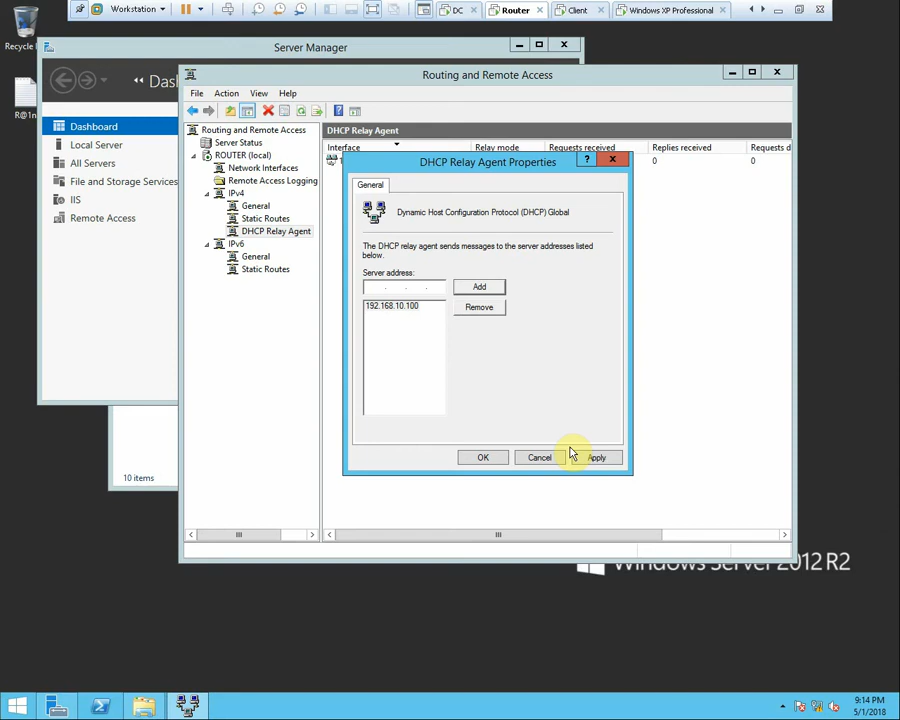 Workstation
DC
Router
Client
Windows XP Professional
Recycle
R@1n
Server Manager
Dashboard
Local Server
All Servers
File and Storage Services
IIS
Remote Access
10 items
Routing and Remote Access
File Action View Help
Routing and Remote Access
Server Status
ROUTER (local)
Network Interfaces
Remote Access Logging
IPv4
General
Static Routes
DHCP Relay Agent
IPv6
General
Static Routes
DHCP Relay Agent
Interface Relay mode Requests received Replies received Requests d
0 0
DHCP Relay Agent Properties
General
Dynamic Host Configuration Protocol (DHCP) Global
The DHCP relay agent sends messages to the server addresses listed
below.
Server address:
. . . Add
192.168.10.100
Remove
OK Cancel Apply
Windows Server 2012 R2
9:14 PM
5/1/2018